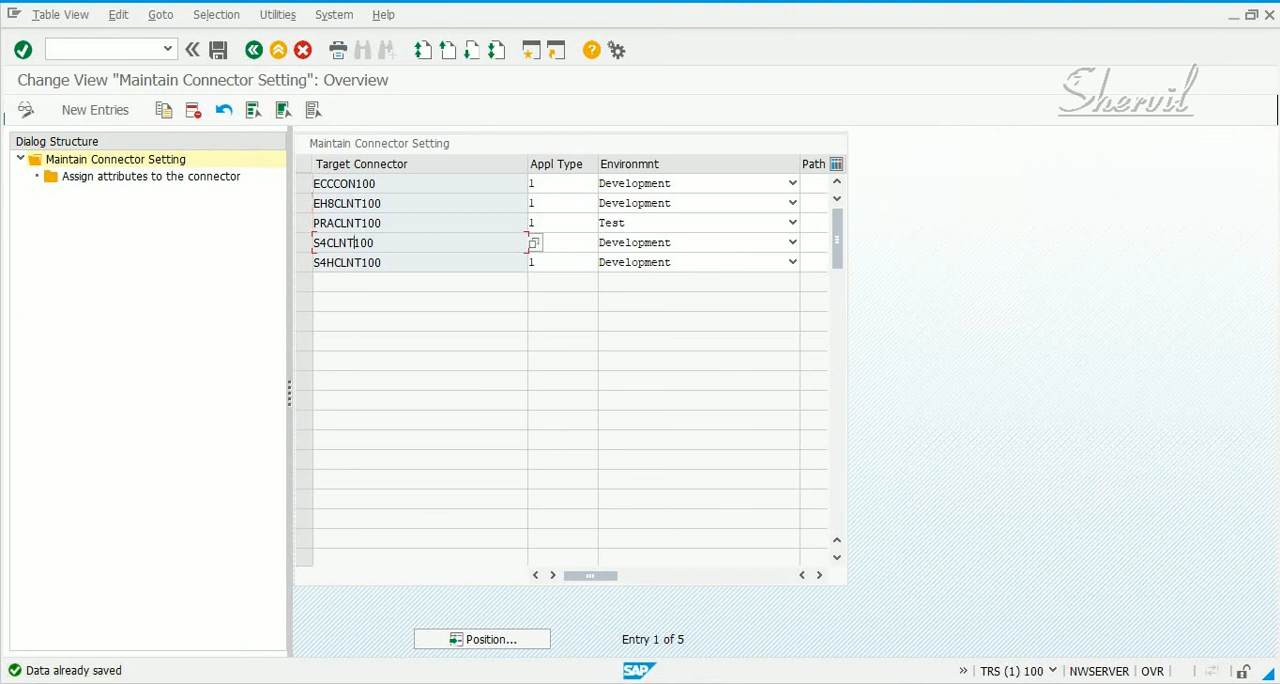 Table View Edit Goto Selection Utilities System Help
Change View "Maintain Connector Setting": Overview
Shervil
New Entries
Dialog Structure
Maintain Connector Setting
Assign attributes to the connector
Maintain Connector Setting
Target Connector Appl Type Environmnt Path
ECCCON100 1 Development
EH8CLNT100 1 Development
PRACLNT100 1 Test
S4CLNT100 Development
S4HCLNT100 1 Development
Position... Entry 1 of 5
Data already saved SAP TRS (1) 100 NWSERVER OVR